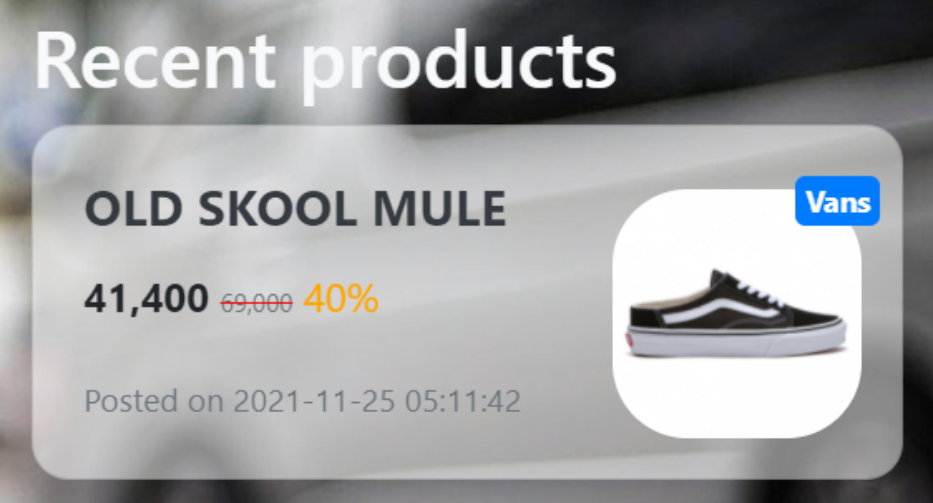 Recent products
OLD SKOOL MULE
Vans
41,400 69,000 40%
Posted on 2021-11-25 05:11:42